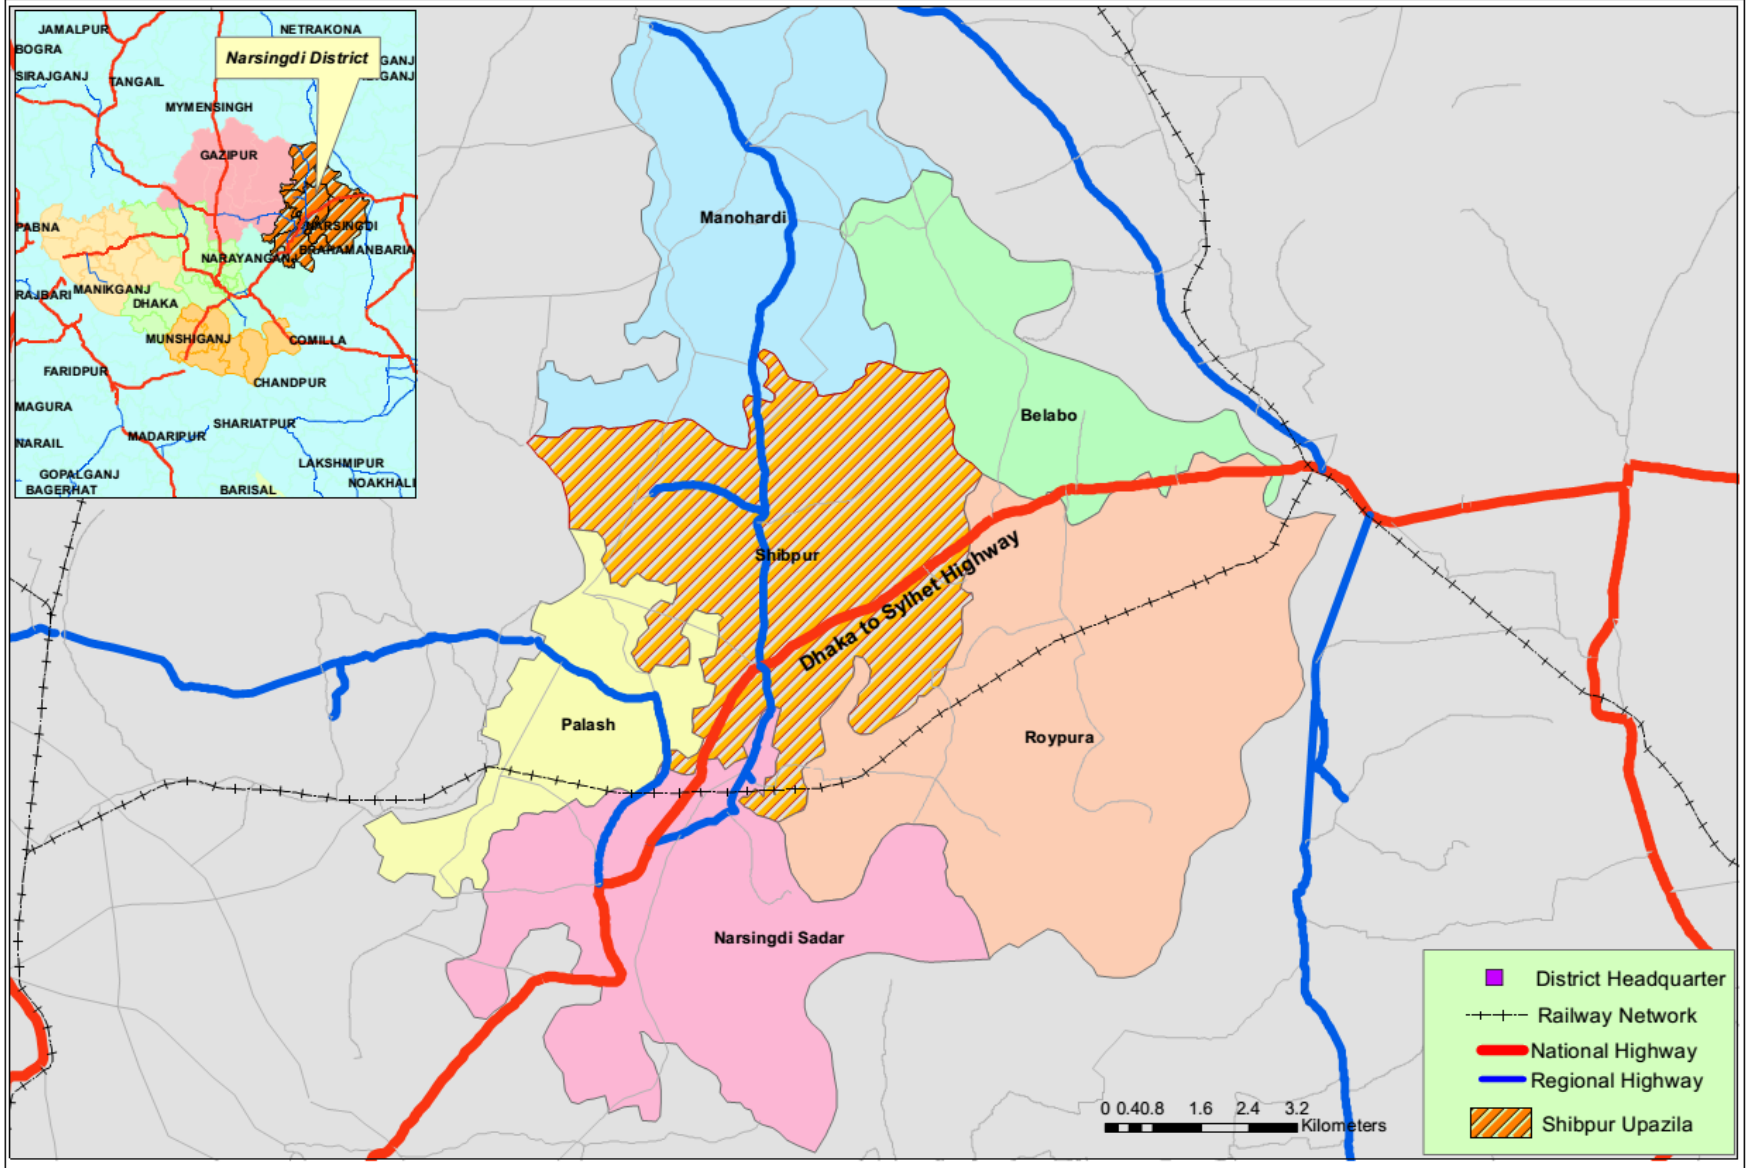 JAMALPUR
NETRAKONA
BOGRA
Narsingdi District
GANJ
SIRAJGANJ
GANJ
TANGAIL
MYMENSINGH
GAZIPUR
PABNA
NARSINGDI
BRAHAMANBARIA
NARAYANGANJ
RAJBARI
MANIKGANJ
DHAKA
MUNSHIGANJ
COMILLA
FARIDPUR
CHANDPUR
MAGURA
SHARIATPUR
MADARIPUR
NARAIL
LAKSHMIPUR
GOPALGANJ
NOAKHALI
BAGERHAT
BARISAL
Manohardi
Belabo
Shibpur
Dhaka to Sylhet Highway
Palash
Roypura
Narsingdi Sadar
District Headquarter
Railway Network
National Highway
Regional Highway
Shibpur Upazila
0 0.40.8 1.6 2.4 3.2
Kilometers